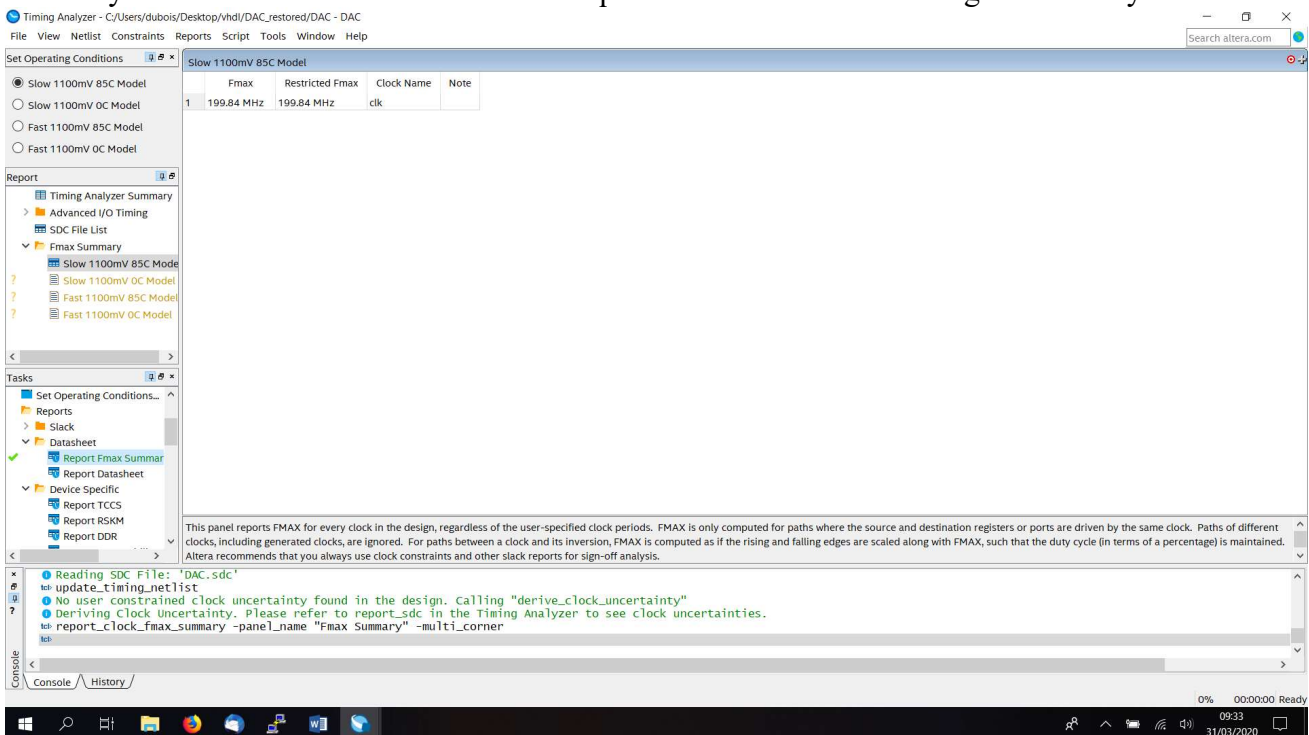 Timing Analyzer - C:/Users/dubois/Desktop/vhdl/DAC_restored/DAC - DAC
File View Netlist Constraints Reports Script Tools Window Help
Search altera.com
Set Operating Conditions
Slow 1100mV 85C Model
Slow 1100mV 0C Model
Fast 1100mV 85C Model
Fast 1100mV 0C Model
Report
Timing Analyzer Summary
Advanced I/O Timing
SDC File List
Fmax Summary
Slow 1100mV 85C Mode
? Slow 1100mV 0C Model
? Fast 1100mV 85C Model
? Fast 1100mV 0C Model
Tasks
Set Operating Conditions...
Reports
Slack
Datasheet
Report Fmax Summar
Report Datasheet
Device Specific
Report TCCS
Report RSKM
Report DDR
Slow 1100mV 85C Model
Fmax Restricted Fmax Clock Name Note
1 199.84 MHz 199.84 MHz clk
This panel reports FMAX for every clock in the design, regardless of the user-specified clock periods. FMAX is only computed for paths where the source and destination registers or ports are driven by the same clock. Paths of different
clocks, including generated clocks, are ignored. For paths between a clock and its inversion, FMAX is computed as if the rising and falling edges are scaled along with FMAX, such that the duty cycle (in terms of a percentage) is maintained.
Altera recommends that you always use clock constraints and other slack reports for sign-off analysis.
Reading SDC File: 'DAC.sdc'
tcl> update_timing_netlist
No user constrained clock uncertainty found in the design. Calling "derive_clock_uncertainty"
Deriving Clock Uncertainty. Please refer to report_sdc in the Timing Analyzer to see clock uncertainties.
tcl> report_clock_fmax_summary -panel_name "Fmax Summary" -multi_corner
tcl>
Console
Console History
0% 00:00:00 Ready
09:33
31/03/2020